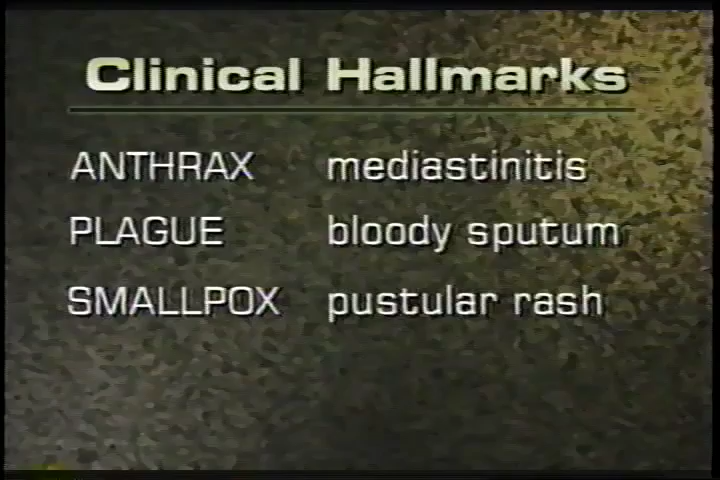 Clinical Hallmarks
ANTHRAX mediastinitis
PLAGUE bloody sputum
SMALLPOX pustular rash